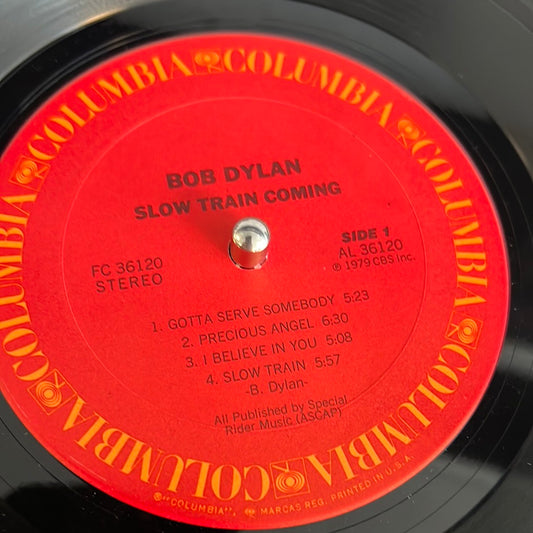 COLUMBIA COLUMBIA COLUMBIA COLUMBIA COLUMBIA COLUMBIA
BOB DYLAN
SLOW TRAIN COMING
FC 36120
STEREO
SIDE 1
AL 36120
℗ 1979 CBS Inc.
1. GOTTA SERVE SOMEBODY 5:23
2. PRECIOUS ANGEL 6:30
3. I BELIEVE IN YOU 5:08
4. SLOW TRAIN 5:57
-B. Dylan-
All Published by Special
Rider Music (ASCAP)
®"COLUMBIA", MARCAS REG. PRINTED IN U.S.A.